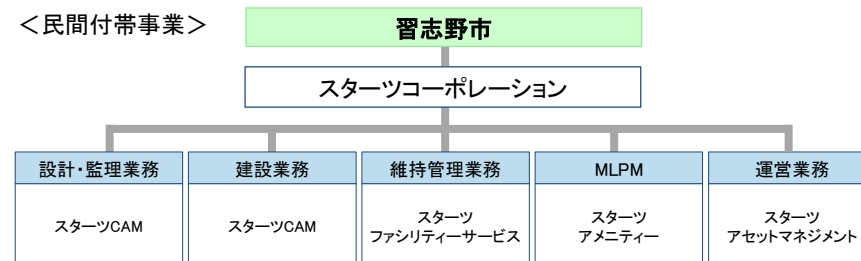 ＜民間付帯事業＞
習志野市
スターツコーポレーション
設計・監理業務
建設業務
維持管理業務
MLPM
運営業務
スターツCAM
スターツCAM
スターツ
ファシリティーサービス
スターツ
アメニティー
スターツ
アセットマネジメント